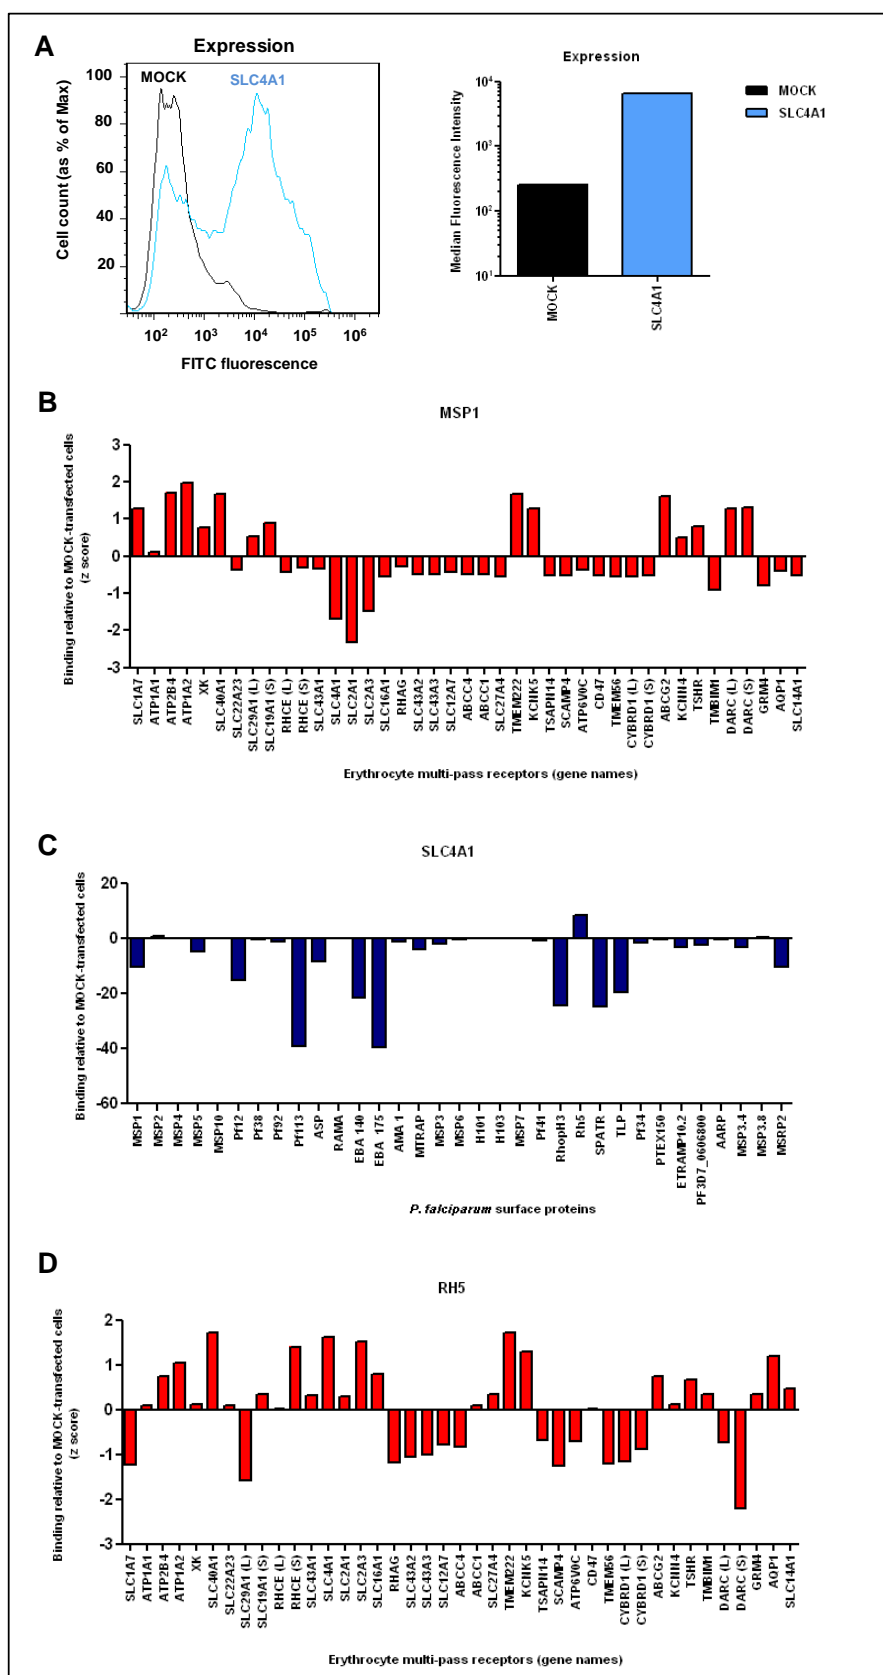 A
Expression
MOCK
SLC4A1
Cell count (as % of Max)
100
80
60
40
20
10² 10³ 10⁴ 10⁵ 10⁶
FITC fluorescence
Expression
Median Fluorescence Intensity
10⁴
10³
10²
10¹
MOCK
SLC4A1
MOCK
SLC4A1
B
MSP1
Binding relative to MOCK-transfected cells
(z score)
3
2
1
0
-1
-2
-3
SLC1A7
ATP1A1
ATP2B4
ATP1A2
XK
SLC40A1
SLC22A23
SLC29A1 (L)
SLC19A1 (S)
RHCE (L)
RHCE (S)
SLC43A1
SLC4A1
SLC2A1
SLC2A3
SLC16A1
RHAG
SLC43A2
SLC43A3
SLC12A7
ABCC4
ABCC1
SLC27A4
TMEM222
KCNK5
TSAPN14
SCAMP4
ATP6V0C
CD47
TMEM56
CYBRD1 (L)
CYBRD1 (S)
ABCG2
KCNN4
TSHR
TMBIM1
DARC (L)
DARC (S)
GRM4
AQP1
SLC14A1
Erythrocyte multi-pass receptors (gene names)
C
SLC4A1
Binding relative to MOCK-transfected cells
20
0
-20
-40
-60
MSP1
MSP2
MSP4
MSP5
MSP10
Pf12
Pf38
Pf92
Pf113
ASP
RAMA
EBA 140
EBA 175
AMA 1
MTRAP
MSP3
MSP6
H101
H103
MSP7
Pf41
RhopH3
Rh5
SPATR
TLP
Pf34
PTEX150
ETRAMP10.2
PF3D7_0606800
AARP
MSP3.4
MSP3.8
MSRP2
P. falciparum surface proteins
D
RH5
Binding relative to MOCK-transfected cells
(z score)
2
1
0
-1
-2
-3
SLC1A7
ATP1A1
ATP2B4
ATP1A2
XK
SLC40A1
SLC22A23
SLC29A1 (L)
SLC19A1 (S)
RHCE (L)
RHCE (S)
SLC43A1
SLC4A1
SLC2A1
SLC2A3
SLC16A1
RHAG
SLC43A2
SLC43A3
SLC12A7
ABCC4
ABCC1
SLC27A4
TMEM222
KCNK5
TSAPN14
SCAMP4
ATP6V0C
CD47
TMEM56
CYBRD1 (L)
CYBRD1 (S)
ABCG2
KCNN4
TSHR
TMBIM1
DARC (L)
DARC (S)
GRM4
AQP1
SLC14A1
Erythrocyte multi-pass receptors (gene names)